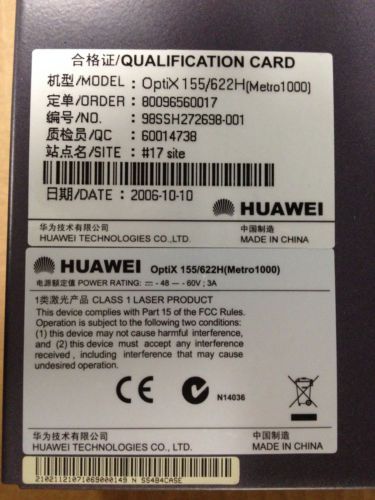 合格证/QUALIFICATION CARD
机型/MODEL : OptiX 155/622H(Metro1000)
定单/ORDER : 80096560017
编号/NO. : 98SSH272698-001
质检员/QC : 60014738
站点名/SITE : #17 site
日期/DATE : 2006-10-10
HUAWEI
华为技术有限公司
HUAWEI TECHNOLOGIES CO.,LTD.
中国制造
MADE IN CHINA
HUAWEI OptiX 155/622H(Metro1000)
电源额定值 POWER RATING: ⎓ -48 — -60V ; 3A
1类激光产品 CLASS 1 LASER PRODUCT
This device complies with Part 15 of the FCC Rules.
Operation is subject to the following two conditions:
(1) this device may not cause harmful interference,
and (2) this device must accept any interference
received, including interference that may cause
undesired operation.
CE
N14036
华为技术有限公司
HUAWEI TECHNOLOGIES CO.,LTD.
中国制造
MADE IN CHINA
21021121071069000149 N SS4B4CASE